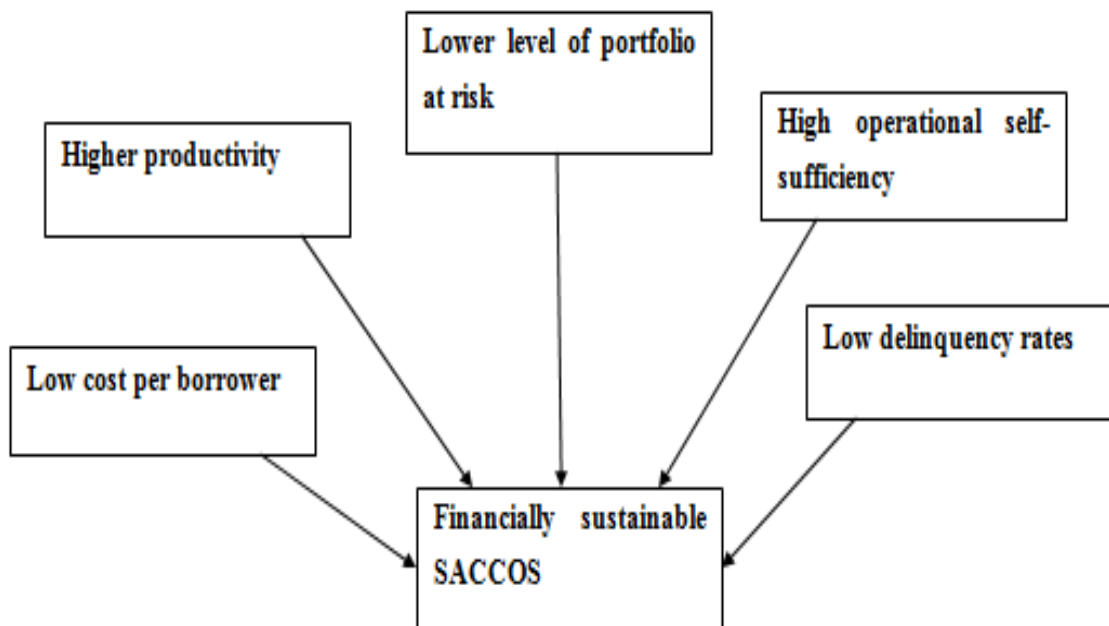 Lower level of portfolio
at risk
High operational self-
sufficiency
Higher productivity
Low delinquency rates
Low cost per borrower
Financially sustainable
SACCOS